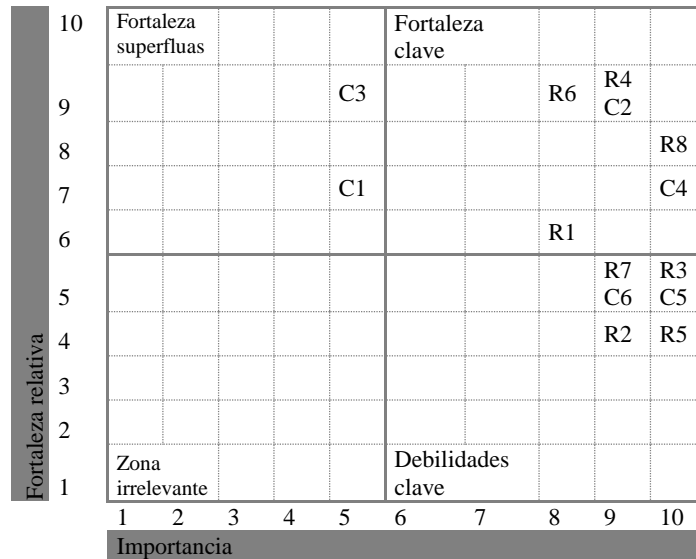 10
Fortaleza
superfluas
Fortaleza
clave
9
C3
R6
R4
C2
8
R8
7
C1
C4
6
R1
5
R7
C6
R3
C5
4
R2
R5
3
2
1
Zona
irrelevante
Debilidades
clave
Fortaleza relativa
1 2 3 4 5 6 7 8 9 10
Importancia